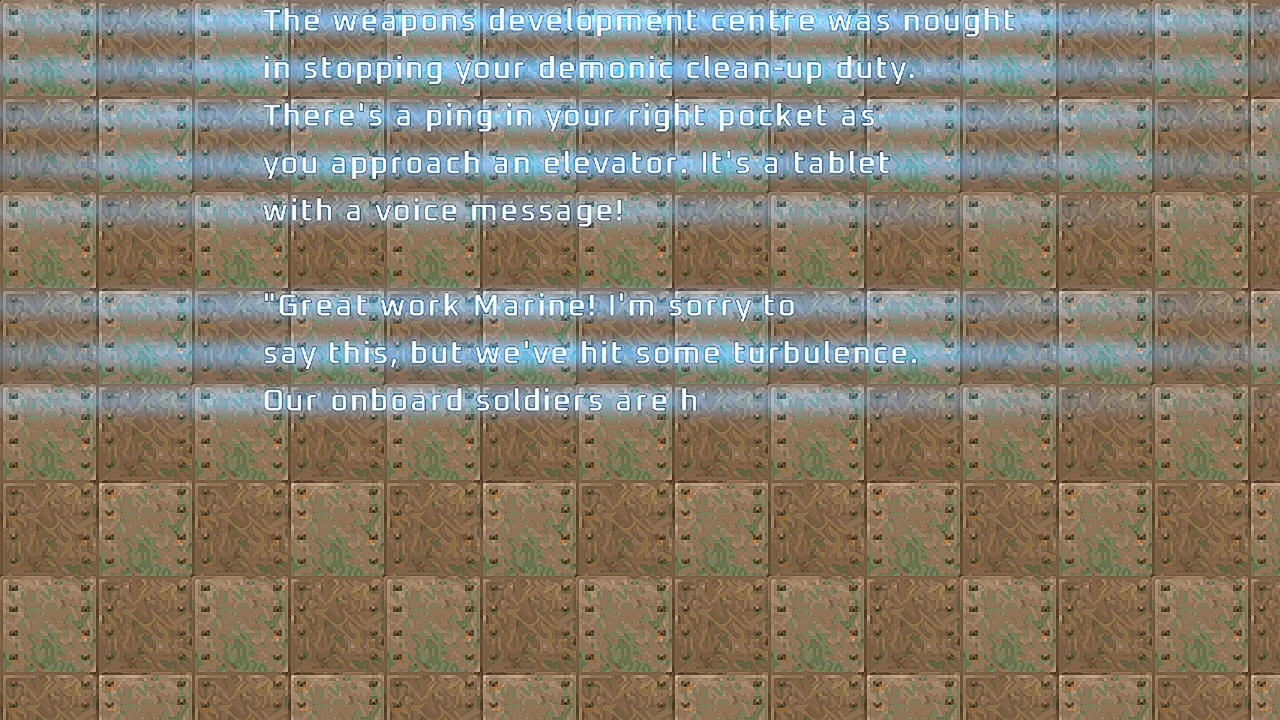 The weapons development centre was nought
in stopping your demonic clean-up duty.
There's a ping in your right pocket as
you approach an elevator. It's a tablet
with a voice message!
"Great work Marine! I'm sorry to
say this, but we've hit some turbulence.
Our onboard soldiers are h